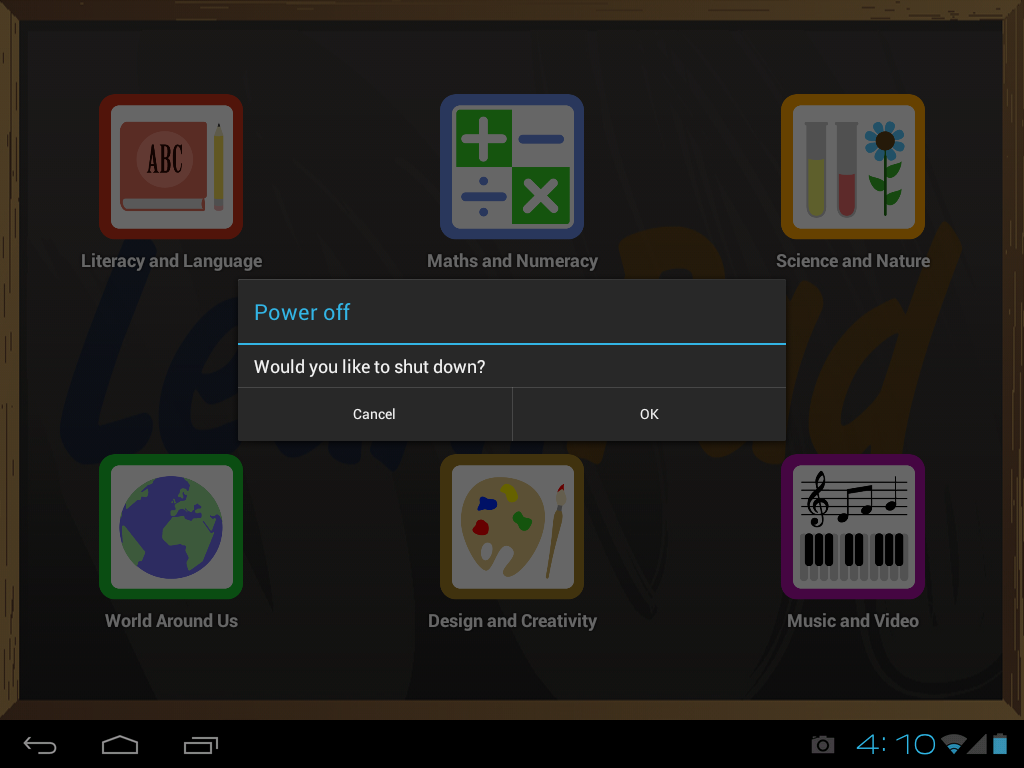 ABC
Literacy and Language
Maths and Numeracy
Science and Nature
LearnPad
Power off
Would you like to shut down?
Cancel
OK
World Around Us
Design and Creativity
Music and Video
4:10